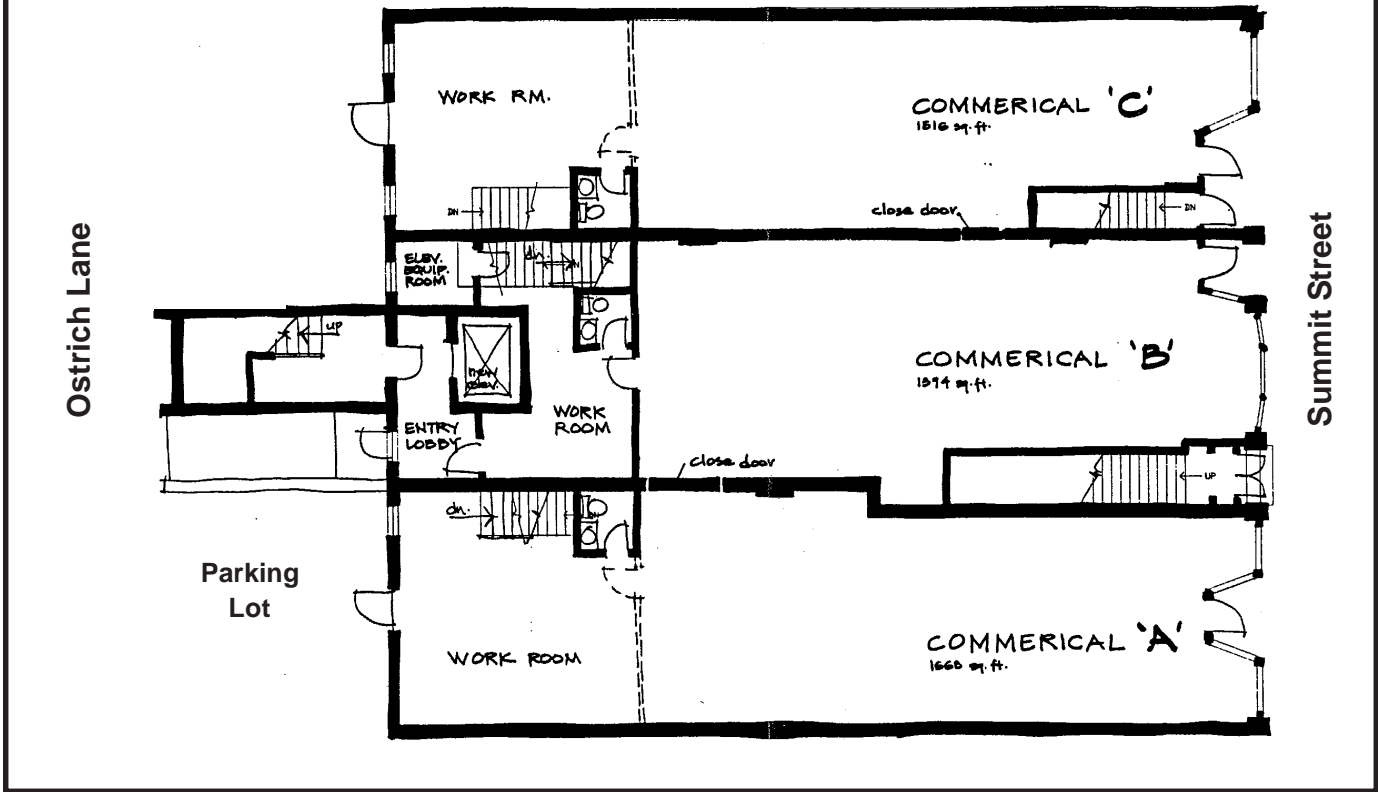 WORK RM.
COMMERICAL 'C'
1516 sq. ft.
DN
close door
DN
ELEV.
EQUIP.
ROOM
dn.
UP
new
elev.
COMMERICAL 'B'
1394 sq. ft.
WORK
ROOM
ENTRY
LOBBY
close door
UP
dn.
Ostrich Lane
Summit Street
Parking
Lot
WORK ROOM
COMMERICAL 'A'
sq. ft.